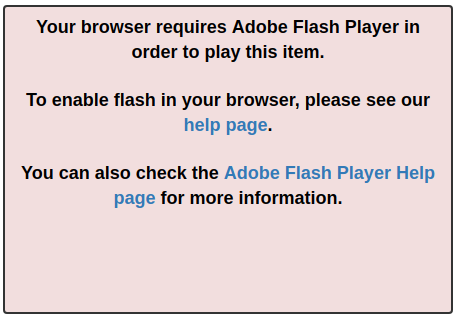 Your browser requires Adobe Flash Player in
order to play this item.
To enable flash in your browser, please see our
help page.
You can also check the Adobe Flash Player Help
page for more information.